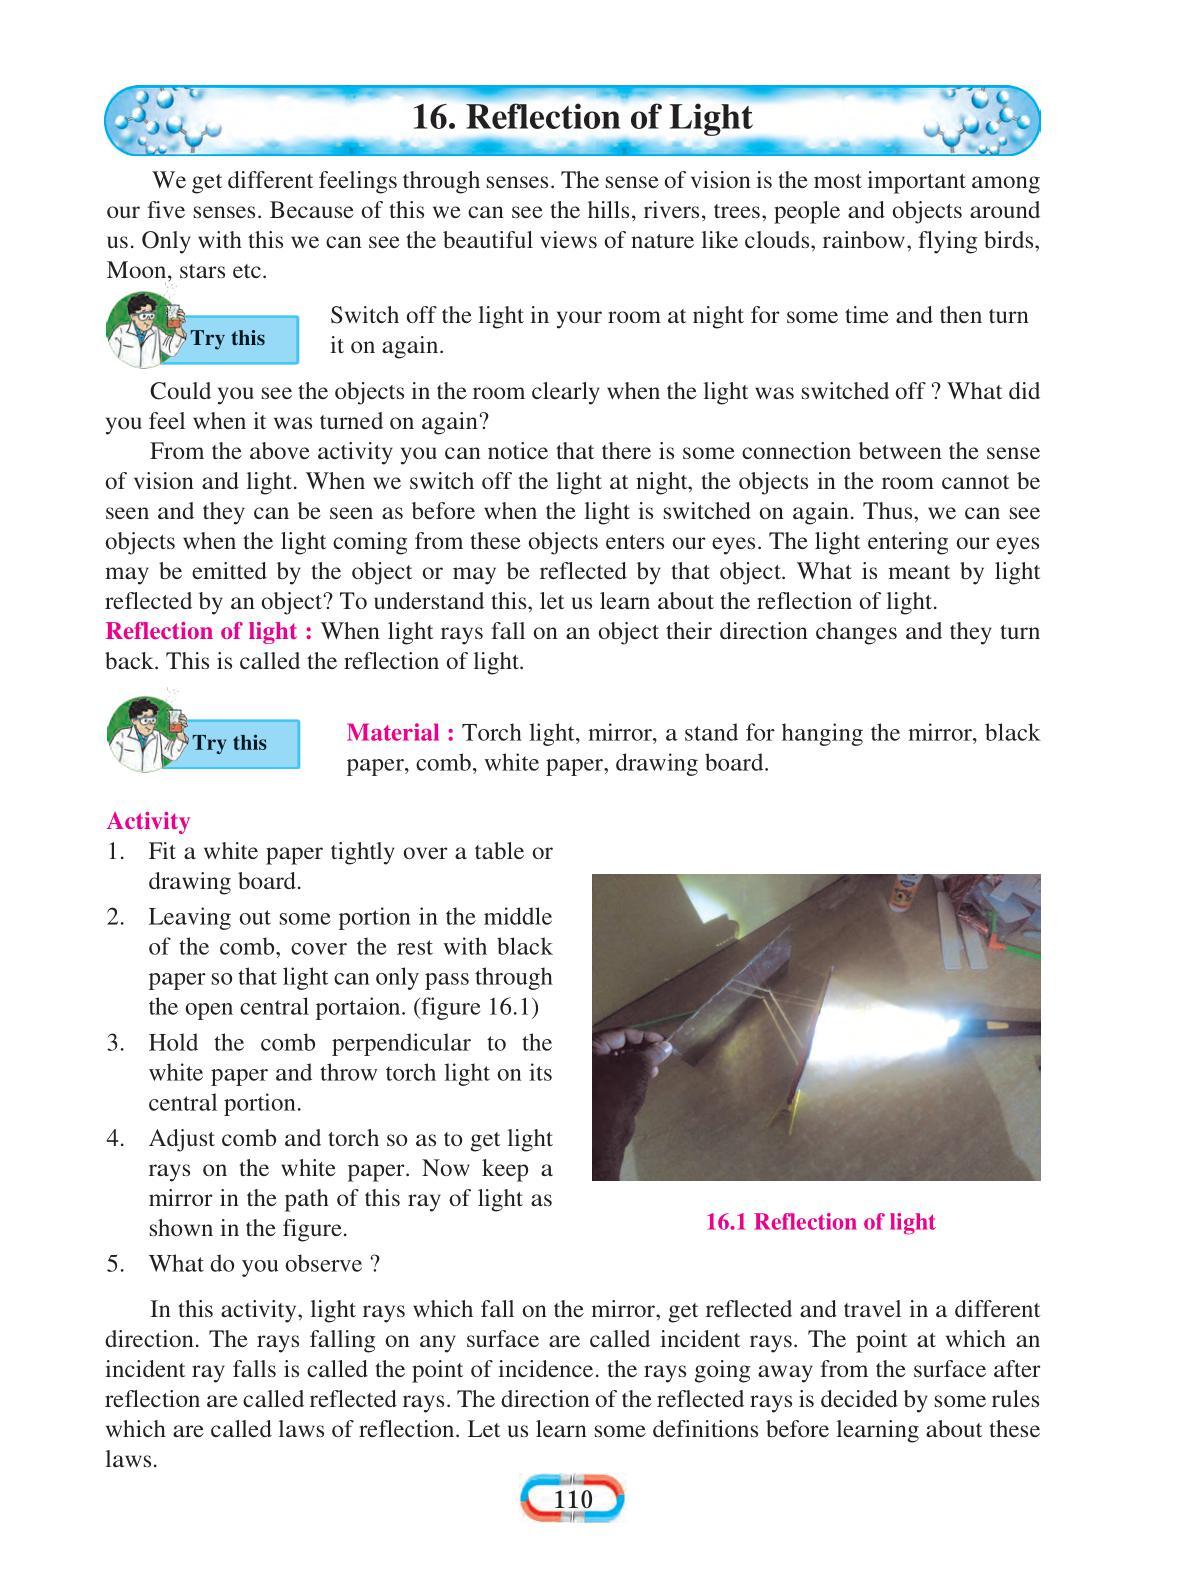 16. Reflection of Light
We get different feelings through senses. The sense of vision is the most important among
our five senses. Because of this we can see the hills, rivers, trees, people and objects around
us. Only with this we can see the beautiful views of nature like clouds, rainbow, flying birds,
Moon, stars etc.
Try this
Switch off the light in your room at night for some time and then turn
it on again.
Could you see the objects in the room clearly when the light was switched off ? What did
you feel when it was turned on again?
From the above activity you can notice that there is some connection between the sense
of vision and light. When we switch off the light at night, the objects in the room cannot be
seen and they can be seen as before when the light is switched on again. Thus, we can see
objects when the light coming from these objects enters our eyes. The light entering our eyes
may be emitted by the object or may be reflected by that object. What is meant by light
reflected by an object? To understand this, let us learn about the reflection of light.
Reflection of light : When light rays fall on an object their direction changes and they turn
back. This is called the reflection of light.
Try this
Material : Torch light, mirror, a stand for hanging the mirror, black
paper, comb, white paper, drawing board.
Activity
1. Fit a white paper tightly over a table or
drawing board.
2. Leaving out some portion in the middle
of the comb, cover the rest with black
paper so that light can only pass through
the open central portaion. (figure 16.1)
3. Hold the comb perpendicular to the
white paper and throw torch light on its
central portion.
4. Adjust comb and torch so as to get light
rays on the white paper. Now keep a
mirror in the path of this ray of light as
shown in the figure.
5. What do you observe ?
16.1 Reflection of light
In this activity, light rays which fall on the mirror, get reflected and travel in a different
direction. The rays falling on any surface are called incident rays. The point at which an
incident ray falls is called the point of incidence. the rays going away from the surface after
reflection are called reflected rays. The direction of the reflected rays is decided by some rules
which are called laws of reflection. Let us learn some definitions before learning about these
laws.
110